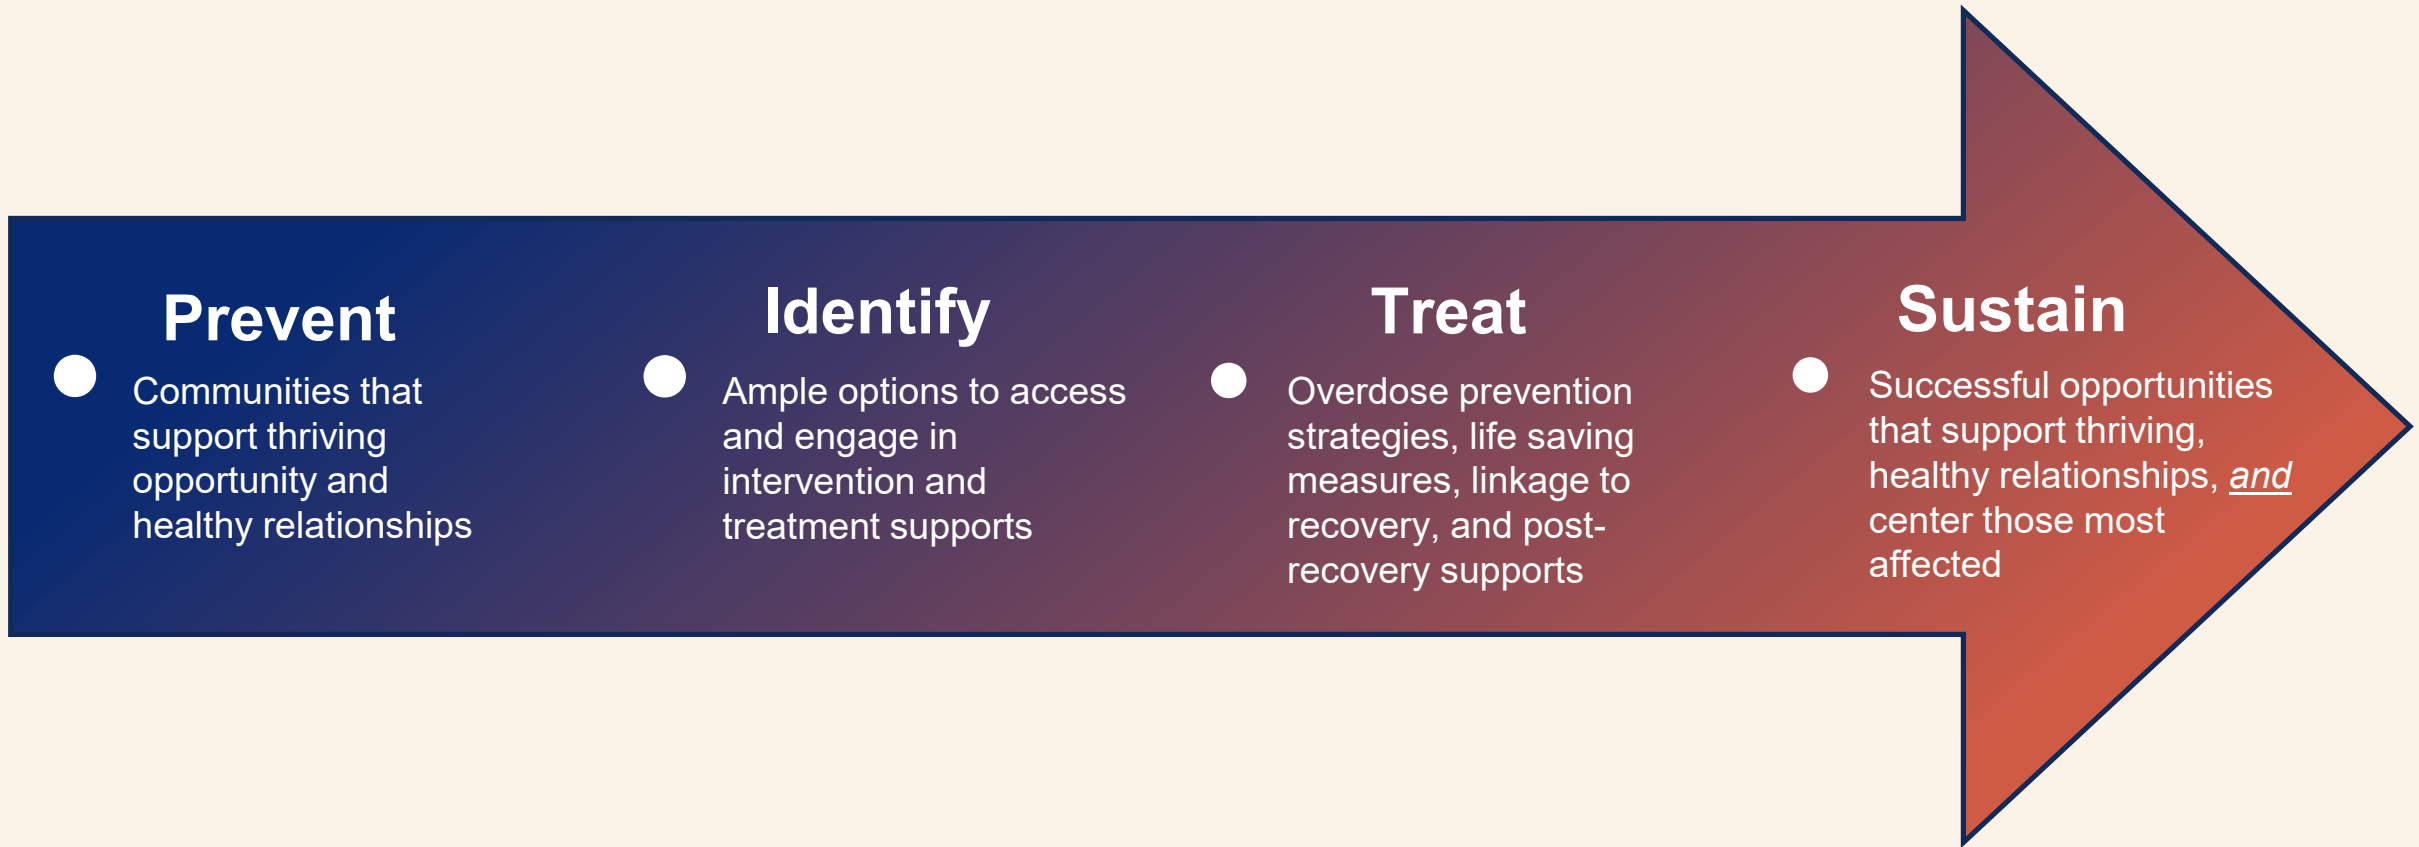 Prevent
Communities that
support thriving
opportunity and
healthy relationships
Identify
Ample options to access
and engage in
intervention and
treatment supports
Treat
Overdose prevention
strategies, life saving
measures, linkage to
recovery, and post-
recovery supports
Sustain
Successful opportunities
that support thriving,
healthy relationships, and
center those most
affected